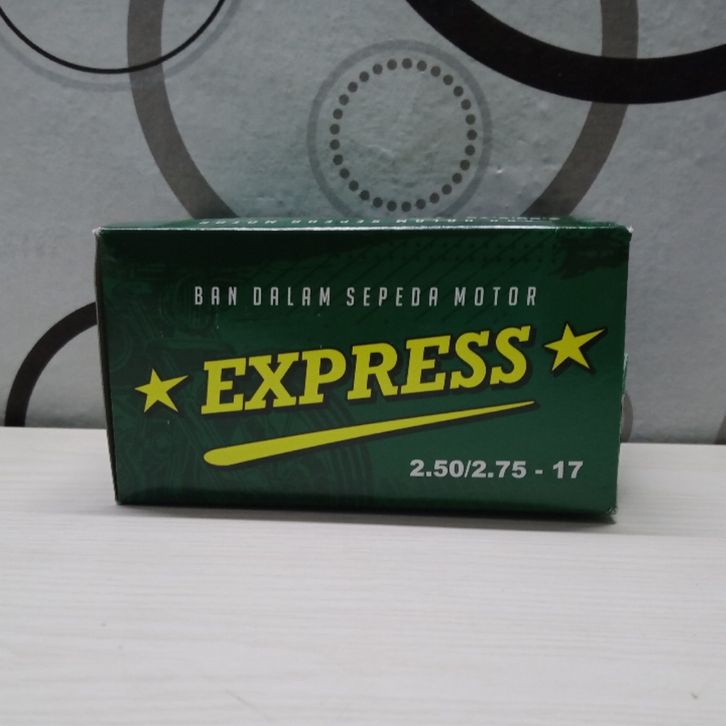 BAN DALAM SEPEDA MOTOR
EXPRESS
2.50/2.75 - 17